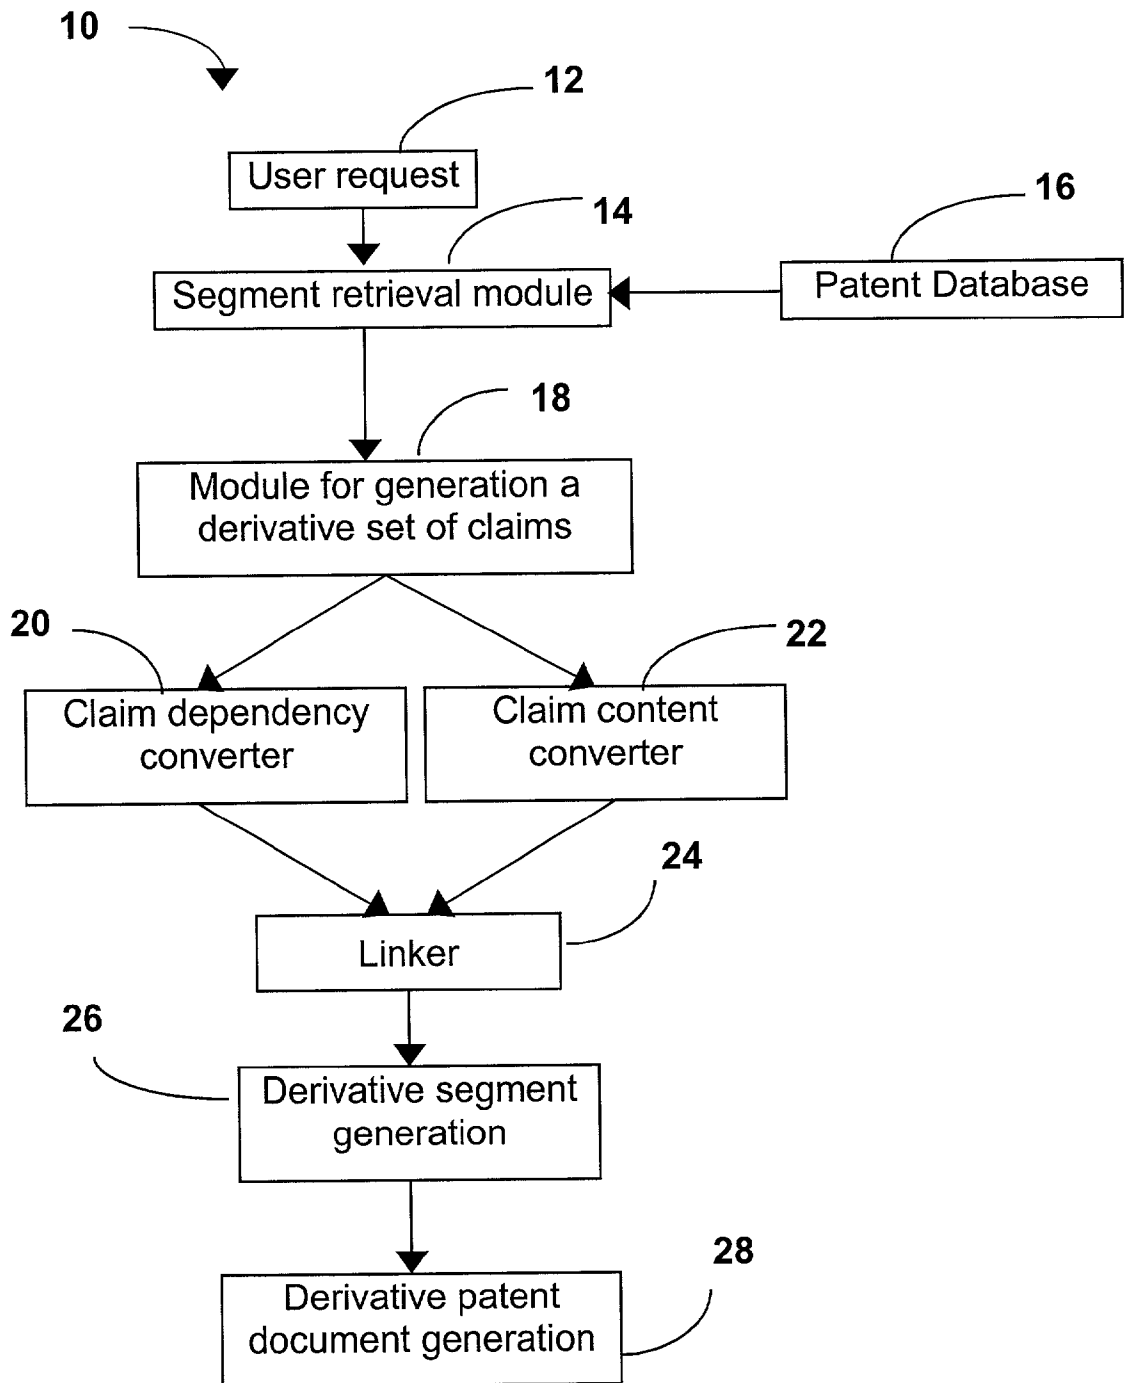 10
12
User request
14
16
Segment retrieval module
Patent Database
18
Module for generation a
derivative set of claims
20
22
Claim dependency
converter
Claim content
converter
24
Linker
26
Derivative segment
generation
28
Derivative patent
document generation